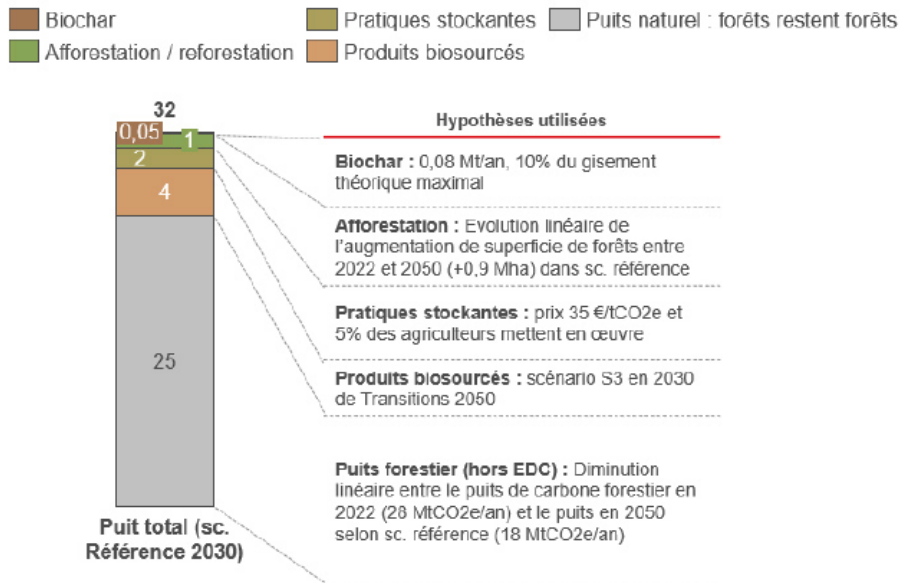 Biochar
Pratiques stockantes
Puits naturel : forêts restent forêts
Afforestation / reforestation
Produits biosourcés
32
0,05
1
2
4
25
Puit total (sc.
Référence 2030)
Hypothèses utilisées
Biochar : 0,08 Mt/an, 10% du gisement
théorique maximal
Afforestation : Evolution linéaire de
l'augmentation de superficie de forêts entre
2022 et 2050 (+0,9 Mha) dans sc. référence
Pratiques stockantes : prix 35 €/tCO2e et
5% des agriculteurs mettent en œuvre
Produits biosourcés : scénario S3 en 2030
de Transitions 2050
Puits forestier (hors EDC) : Diminution
linéaire entre le puits de carbone forestier en
2022 (28 MtCO2e/an) et le puits en 2050
selon sc. référence (18 MtCO2e/an)